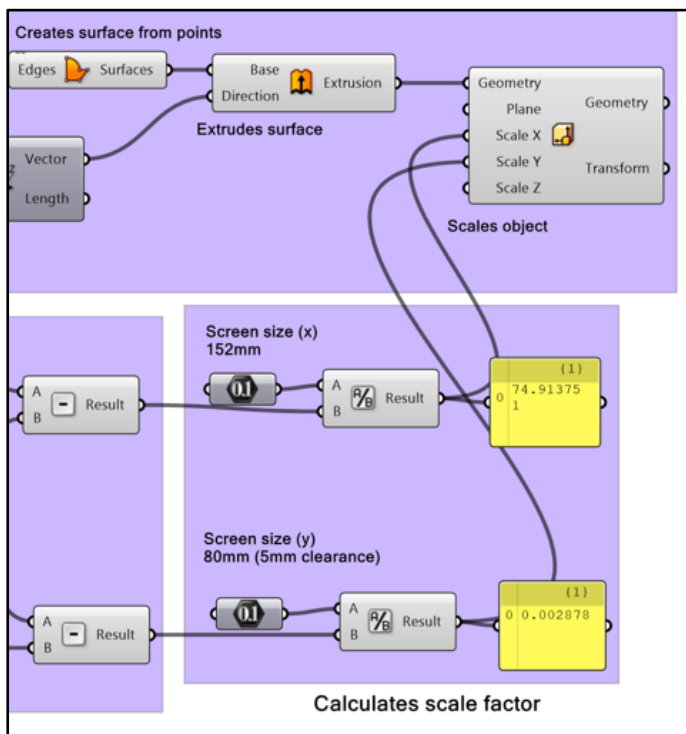 Creates surface from points
Edges Surfaces
Base
Direction
Extrusion
Geometry
Plane
Scale X
Scale Y
Scale Z
Geometry
Transform
Extrudes surface
Vector
Length
Scales object
Screen size (x)
152mm
A
B
Result
0.1
A
B
A/B
Result
{1}
0 74.91375
1
Screen size (y)
80mm (5mm clearance)
A
B
Result
0.1
A
B
A/B
Result
{1}
0 0.002878
Calculates scale factor